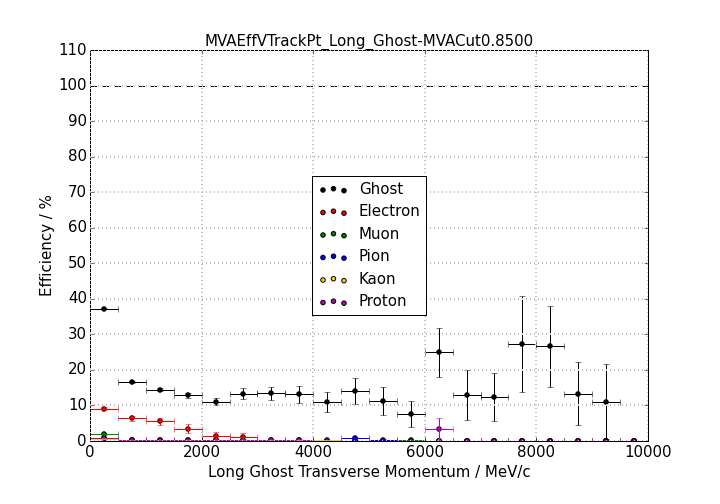 MVAEffVTrackPt_Long_Ghost-MVACut0.8500
110
100
90
80
70
60
50
40
30
20
10
0
Efficiency / %
Ghost
Electron
Muon
Pion
Kaon
Proton
0 2000 4000 6000 8000 10000
Long Ghost Transverse Momentum / MeV/c